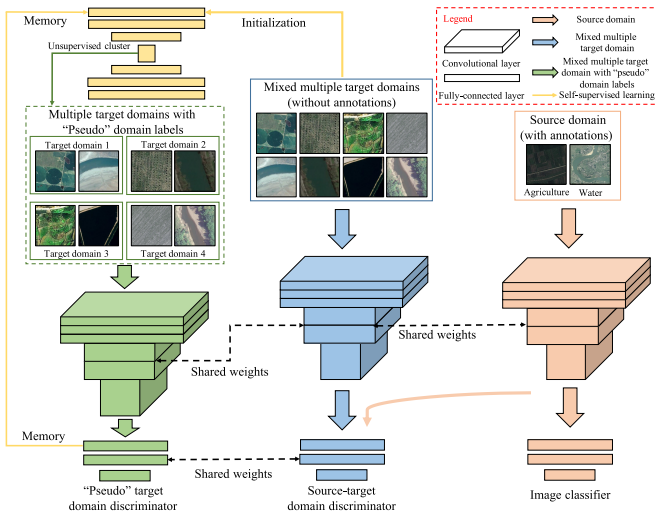 Memory
Initialization
Unsupervised cluster
Multiple target domains with
“Pseudo” domain labels
Target domain 1
Target domain 2
Target domain 3
Target domain 4
Mixed multiple target domains
(without annotations)
Legend
Convolutional layer
Fully-connected layer
Source domain
Mixed multiple
target domain
Mixed multiple target
domain with “pseudo”
domain labels
Self-supervised learning
Source domain
(with annotations)
Agriculture
Water
Shared weights
Shared weights
Memory
Shared weights
“Pseudo” target
domain discriminator
Source-target
domain discriminator
Image classifier